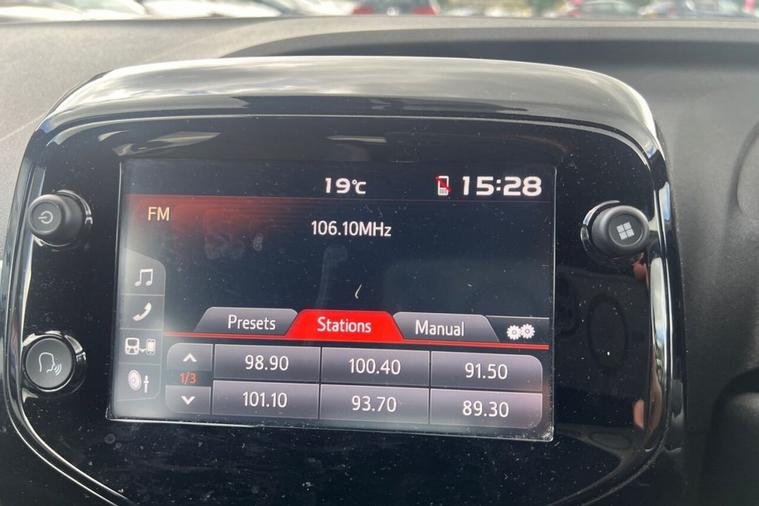 19°C 15:28
FM
106.10MHz
Presets Stations Manual
98.90 100.40 91.50
1/3
101.10 93.70 89.30